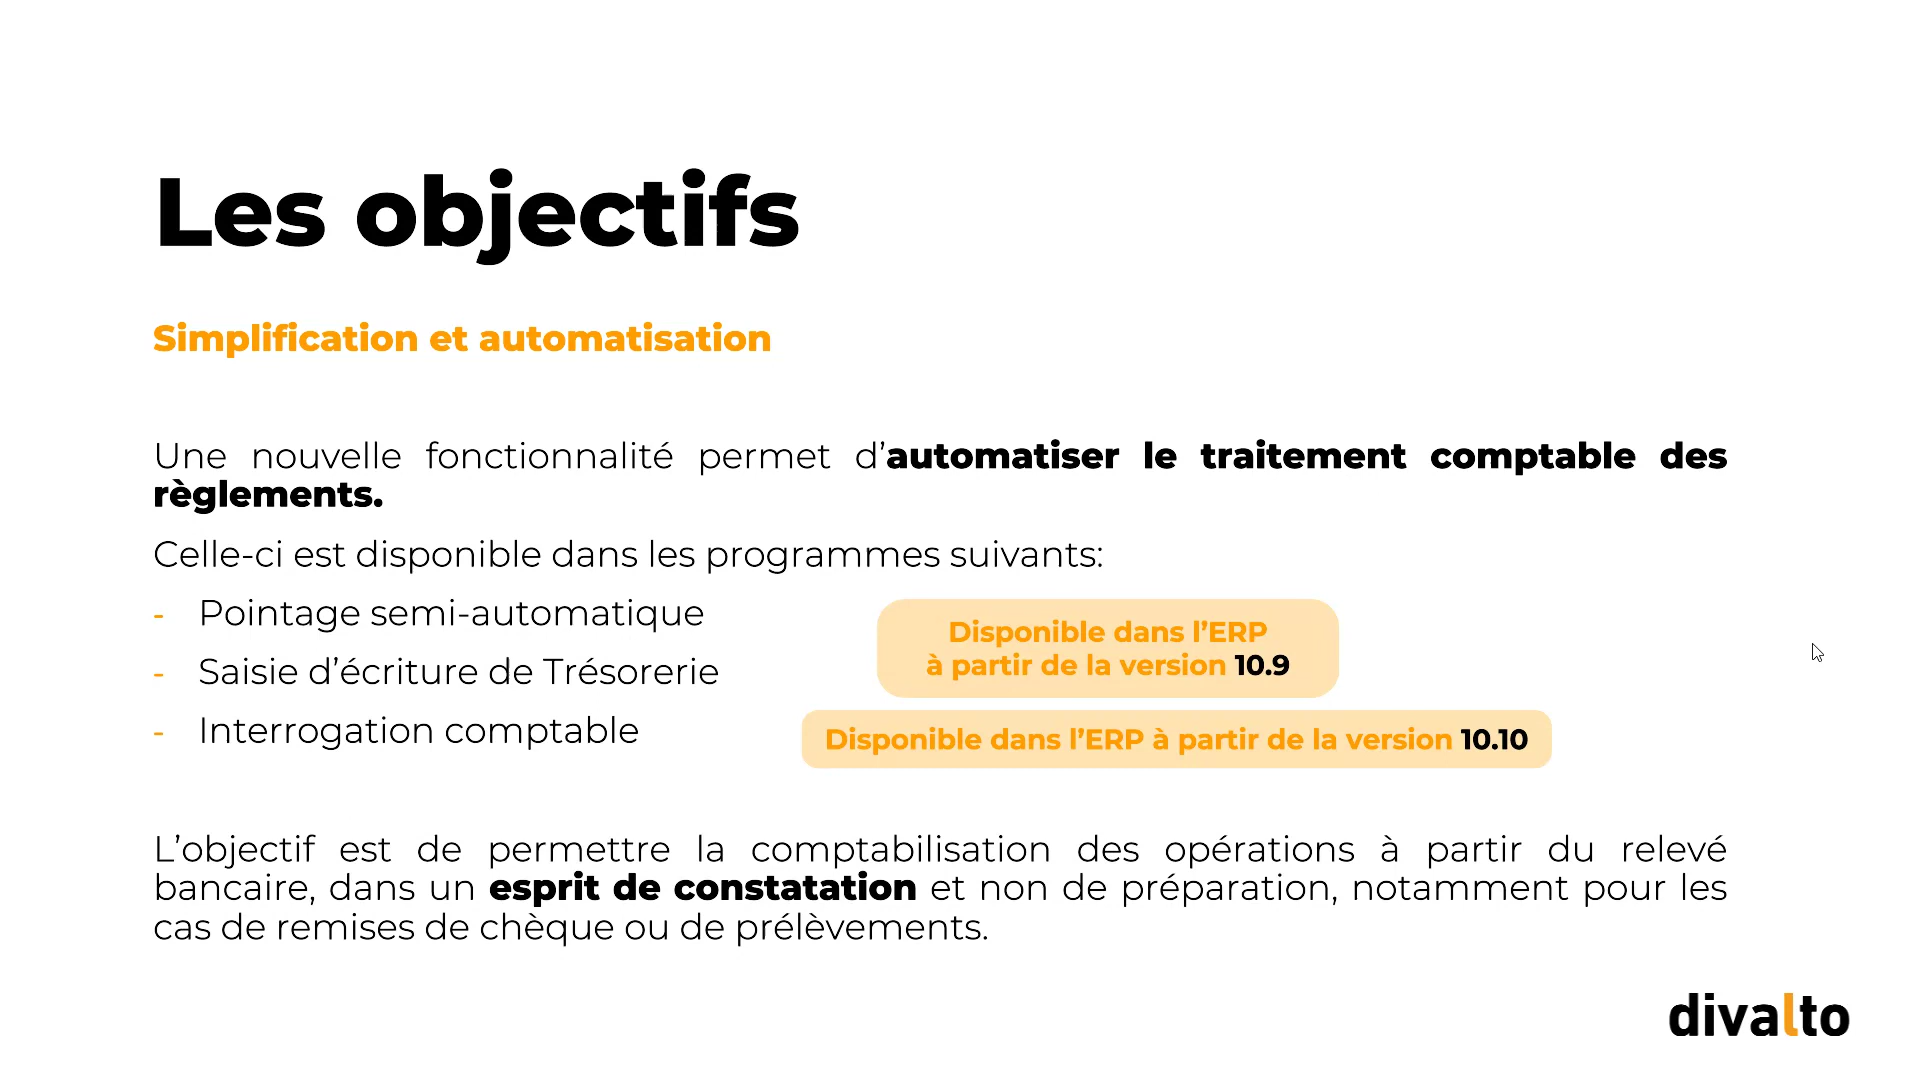 Les objectifs
Simplification et automatisation
Une nouvelle fonctionnalité permet d’automatiser le traitement comptable des
règlements.
Celle-ci est disponible dans les programmes suivants:
- Pointage semi-automatique
- Saisie d’écriture de Trésorerie
Disponible dans l’ERP
à partir de la version 10.9
- Interrogation comptable
Disponible dans l’ERP à partir de la version 10.10
L’objectif est de permettre la comptabilisation des opérations à partir du relevé
bancaire, dans un esprit de constatation et non de préparation, notamment pour les
cas de remises de chèque ou de prélèvements.
divalto